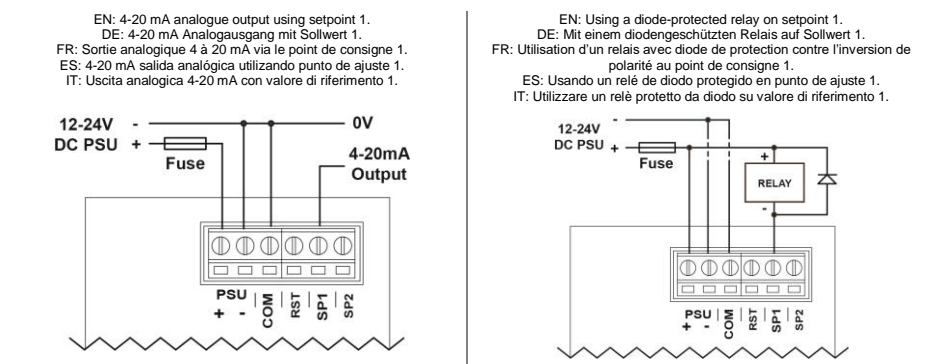 EN: 4-20 mA analogue output using setpoint 1.
DE: 4-20 mA Analogausgang mit Sollwert 1.
FR: Sortie analogique 4 à 20 mA via le point de consigne 1.
ES: 4-20 mA salida analógica utilizando punto de ajuste 1.
IT: Uscita analogica 4-20 mA con valore di riferimento 1.
12-24V - 0V
DC PSU +
Fuse
4-20mA
Output
PSU
+ -
COM
RST
SP1
SP2
EN: Using a diode-protected relay on setpoint 1.
DE: Mit einem diodengeschützten Relais auf Sollwert 1.
FR: Utilisation d'un relais avec diode de protection contre l'inversion de
polarité au point de consigne 1.
ES: Usando un relé de diodo protegido en punto de ajuste 1.
IT: Utilizzare un relè protetto da diodo su valore di riferimento 1.
12-24V -
DC PSU +
Fuse
+
RELAY
-
PSU
+ -
COM
RST
SP1
SP2